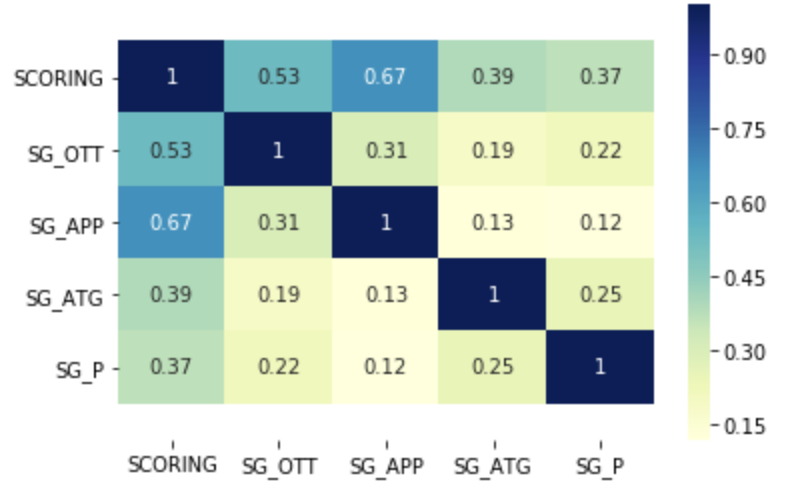 SCORING 1 0.53 0.67 0.39 0.37
SG_OTT 0.53 1 0.31 0.19 0.22
SG_APP 0.67 0.31 1 0.13 0.12
SG_ATG 0.39 0.19 0.13 1 0.25
SG_P 0.37 0.22 0.12 0.25 1
SCORING SG_OTT SG_APP SG_ATG SG_P
0.90
0.75
0.60
0.45
0.30
0.15